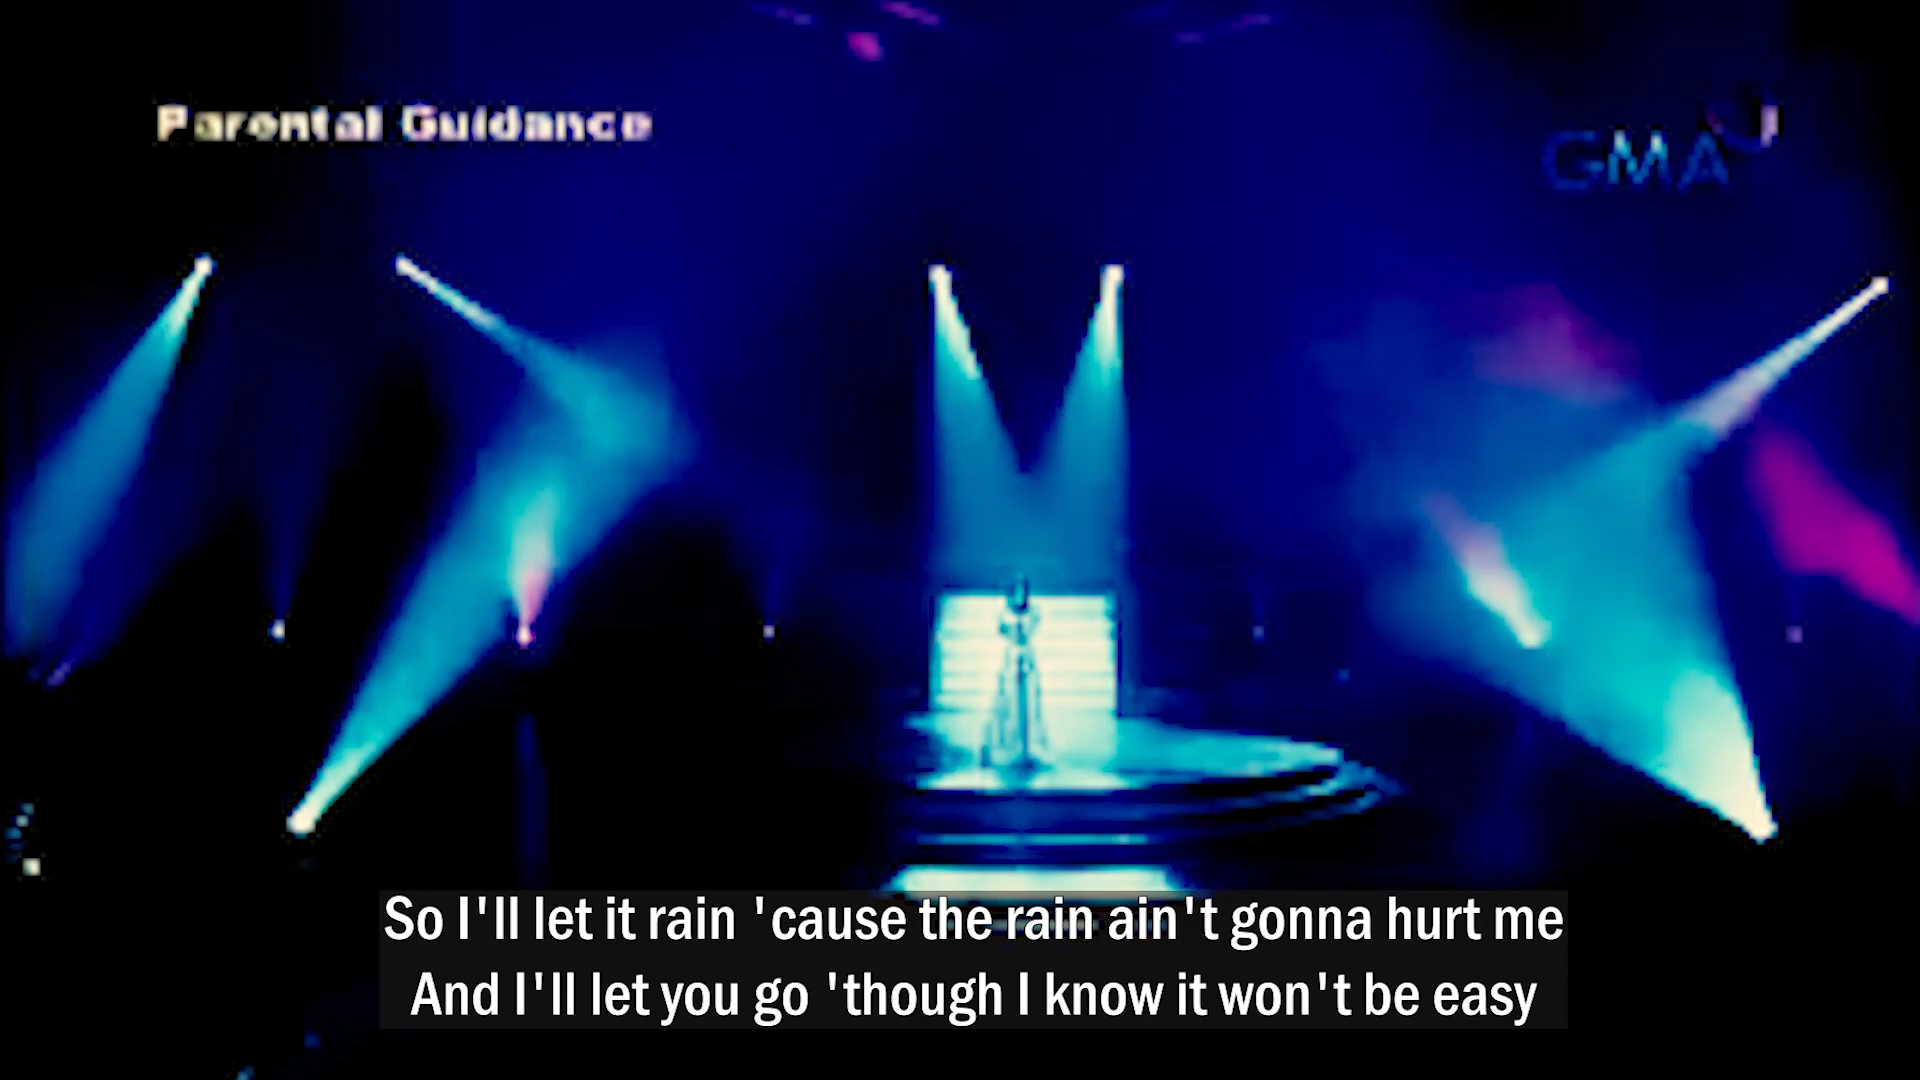 Parental Guidance
GMA
So I'll let it rain 'cause the rain ain't gonna hurt me
And I'll let you go 'though I know it won't be easy